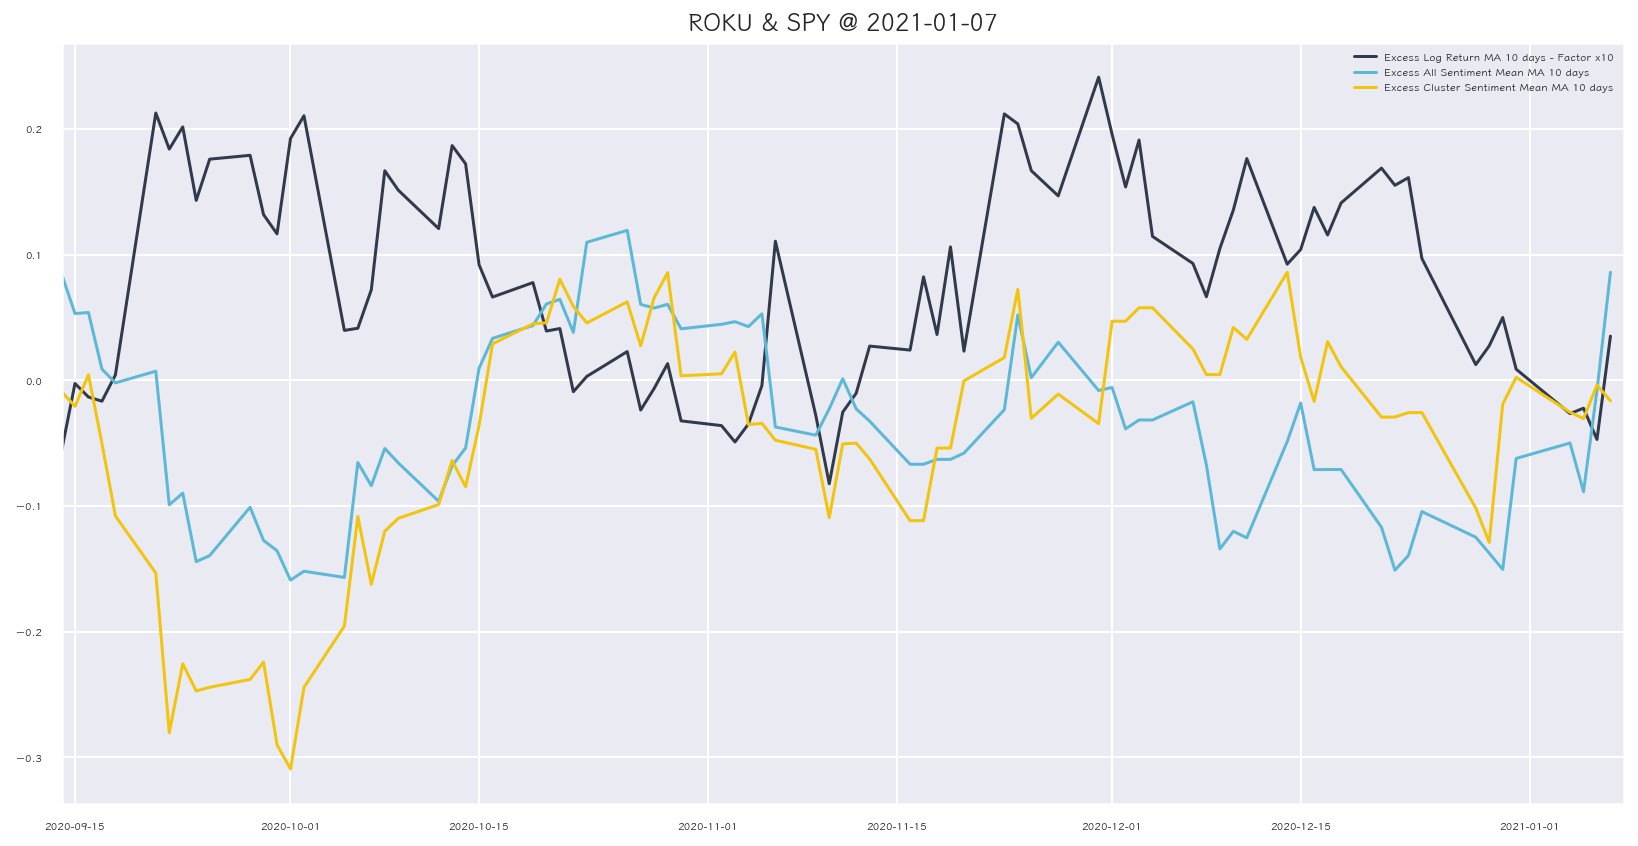 ROKU & SPY @ 2021-01-07
Excess Log Return MA 10 days - Factor x10
Excess All Sentiment Mean MA 10 days
Excess Cluster Sentiment Mean MA 10 days
0.2
0.1
0.0
−0.1
−0.2
−0.3
2020-09-15 2020-10-01 2020-10-15 2020-11-01 2020-11-15 2020-12-01 2020-12-15 2021-01-01